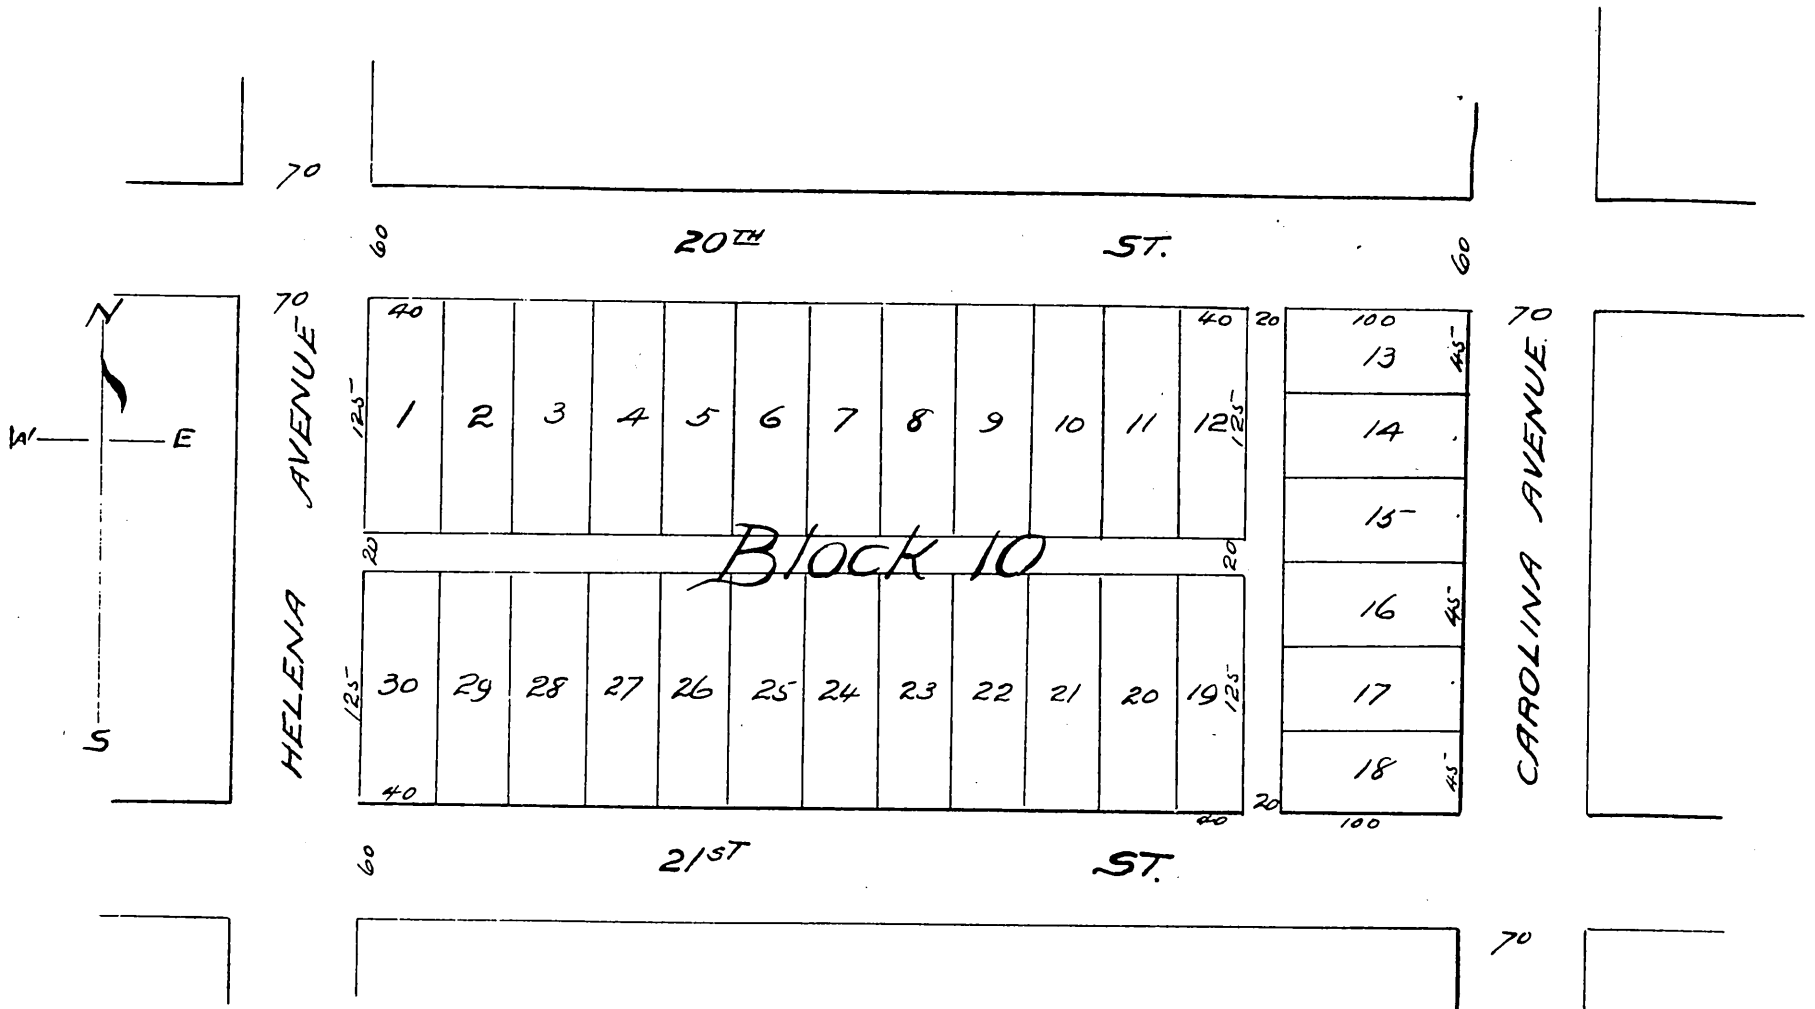 70
60 20TH ST. 60
N
70 40 40 20 100 70
W E
S
HELENA AVENUE
CAROLINA AVENUE
125 1 2 3 4 5 6 7 8 9 10 11 12 125
13 45
14
15
16 45
17
18 45
20 Block 10 20
125 30 29 28 27 26 25 24 23 22 21 20 19 125
40 40 20 100
60 21ST ST.
70